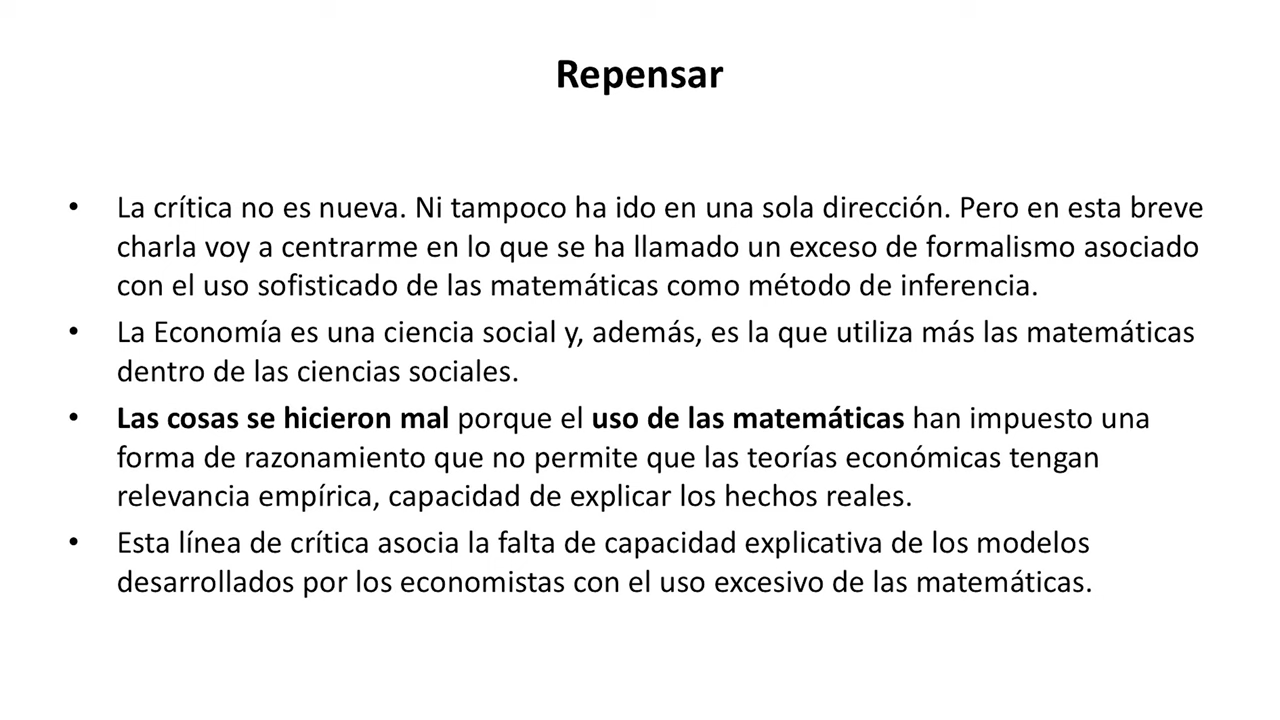 Repensar
• La crítica no es nueva. Ni tampoco ha ido en una sola dirección. Pero en esta breve
charla voy a centrarme en lo que se ha llamado un exceso de formalismo asociado
con el uso sofisticado de las matemáticas como método de inferencia.
• La Economía es una ciencia social y, además, es la que utiliza más las matemáticas
dentro de las ciencias sociales.
• Las cosas se hicieron mal porque el uso de las matemáticas han impuesto una
forma de razonamiento que no permite que las teorías económicas tengan
relevancia empírica, capacidad de explicar los hechos reales.
• Esta línea de crítica asocia la falta de capacidad explicativa de los modelos
desarrollados por los economistas con el uso excesivo de las matemáticas.